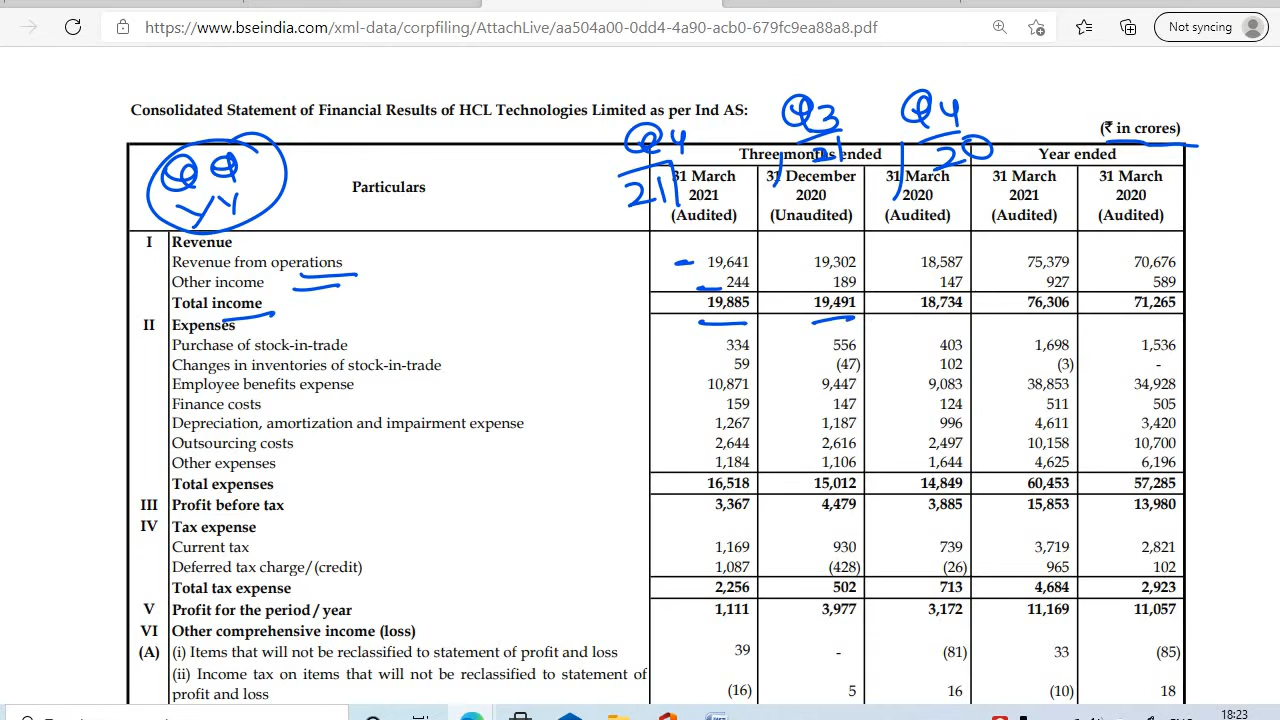 https://www.bseindia.com/xml-data/corpfiling/AttachLive/aa504a00-0dd4-4a90-acb0-679fc9ea88a8.pdf Not syncing
Consolidated Statement of Financial Results of HCL Technologies Limited as per Ind AS:
(₹ in crores)
Q4 Q3 Q4
21 21 20
QQ
YY
Particulars
Three months ended Year ended
31 March 2021 (Audited) 31 December 2020 (Unaudited) 31 March 2020 (Audited) 31 March 2021 (Audited) 31 March 2020 (Audited)
I Revenue
Revenue from operations 19,641 19,302 18,587 75,379 70,676
Other income 244 189 147 927 589
Total income 19,885 19,491 18,734 76,306 71,265
II Expenses
Purchase of stock-in-trade 334 556 403 1,698 1,536
Changes in inventories of stock-in-trade 59 (47) 102 (3) -
Employee benefits expense 10,871 9,447 9,083 38,853 34,928
Finance costs 159 147 124 511 505
Depreciation, amortization and impairment expense 1,267 1,187 996 4,611 3,420
Outsourcing costs 2,644 2,616 2,497 10,158 10,700
Other expenses 1,184 1,106 1,644 4,625 6,196
Total expenses 16,518 15,012 14,849 60,453 57,285
III Profit before tax 3,367 4,479 3,885 15,853 13,980
IV Tax expense
Current tax 1,169 930 739 3,719 2,821
Deferred tax charge/(credit) 1,087 (428) (26) 965 102
Total tax expense 2,256 502 713 4,684 2,923
V Profit for the period / year 1,111 3,977 3,172 11,169 11,057
VI Other comprehensive income (loss)
(A) (i) Items that will not be reclassified to statement of profit and loss 39 - (81) 33 (85)
(ii) Income tax on items that will not be reclassified to statement of
profit and loss (16) 5 16 (10) 18
18:23